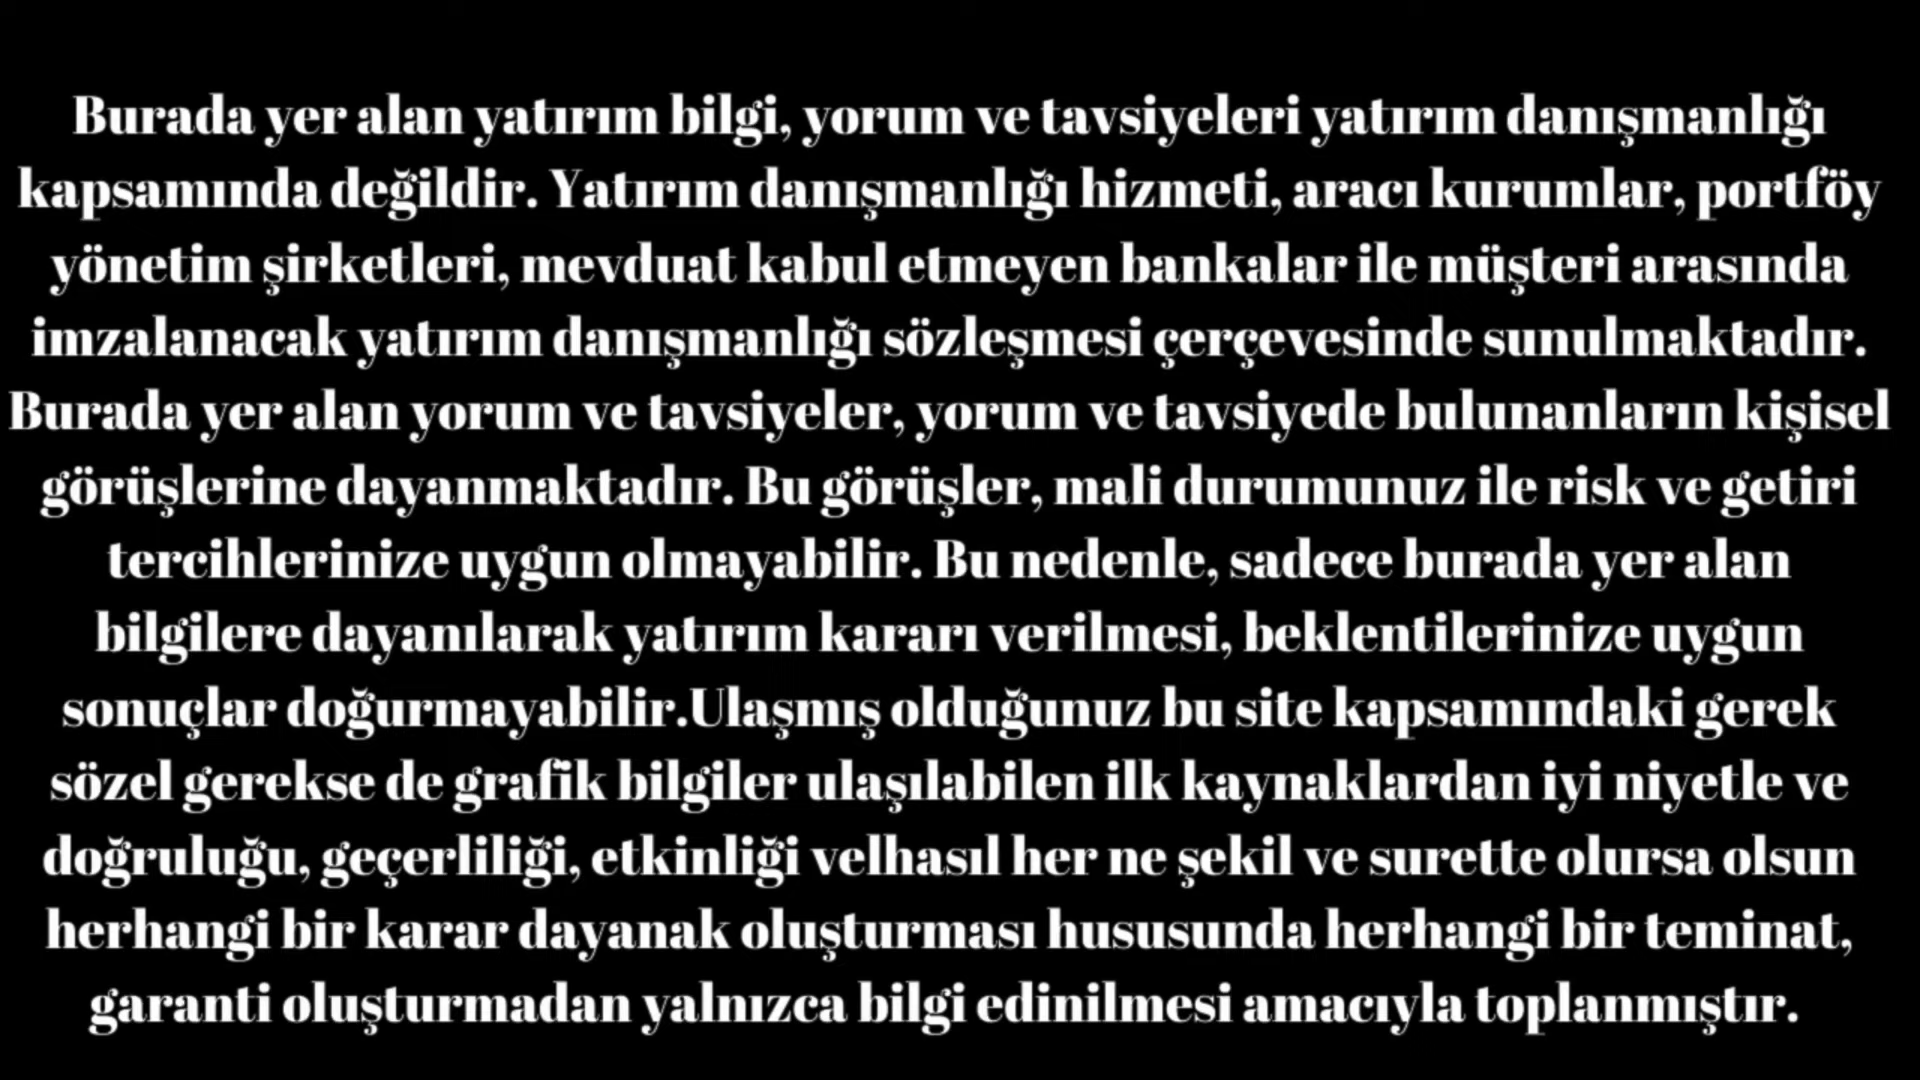 Burada yer alan yatırım bilgi, yorum ve tavsiyeleri yatırım danışmanlığı
kapsamında değildir. Yatırım danışmanlığı hizmeti, aracı kurumlar, portföy
yönetim şirketleri, mevduat kabul etmeyen bankalar ile müşteri arasında
imzalanacak yatırım danışmanlığı sözleşmesi çerçevesinde sunulmaktadır.
Burada yer alan yorum ve tavsiyeler, yorum ve tavsiyede bulunanların kişisel
görüşlerine dayanmaktadır. Bu görüşler, mali durumunuz ile risk ve getiri
tercihlerinize uygun olmayabilir. Bu nedenle, sadece burada yer alan
bilgilere dayanılarak yatırım kararı verilmesi, beklentilerinize uygun
sonuçlar doğurmayabilir.Ulaşmış olduğunuz bu site kapsamındaki gerek
sözel gerekse de grafik bilgiler ulaşılabilen ilk kaynaklardan iyi niyetle ve
doğruluğu, geçerliliği, etkinliği velhasıl her ne şekil ve surette olursa olsun
herhangi bir karar dayanak oluşturması hususunda herhangi bir teminat,
garanti oluşturmadan yalnızca bilgi edinilmesi amacıyla toplanmıştır.